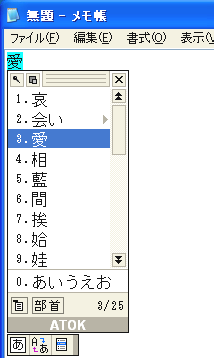 無題 - メモ帳
ファイル(F) 編集(E) 書式(O) 表示(V
愛
1.哀
2.会い
3.愛
4.相
5.藍
6.間
7.挨
8.姶
9.娃
0.あいうえお
部首 3/25
ATOK
あ